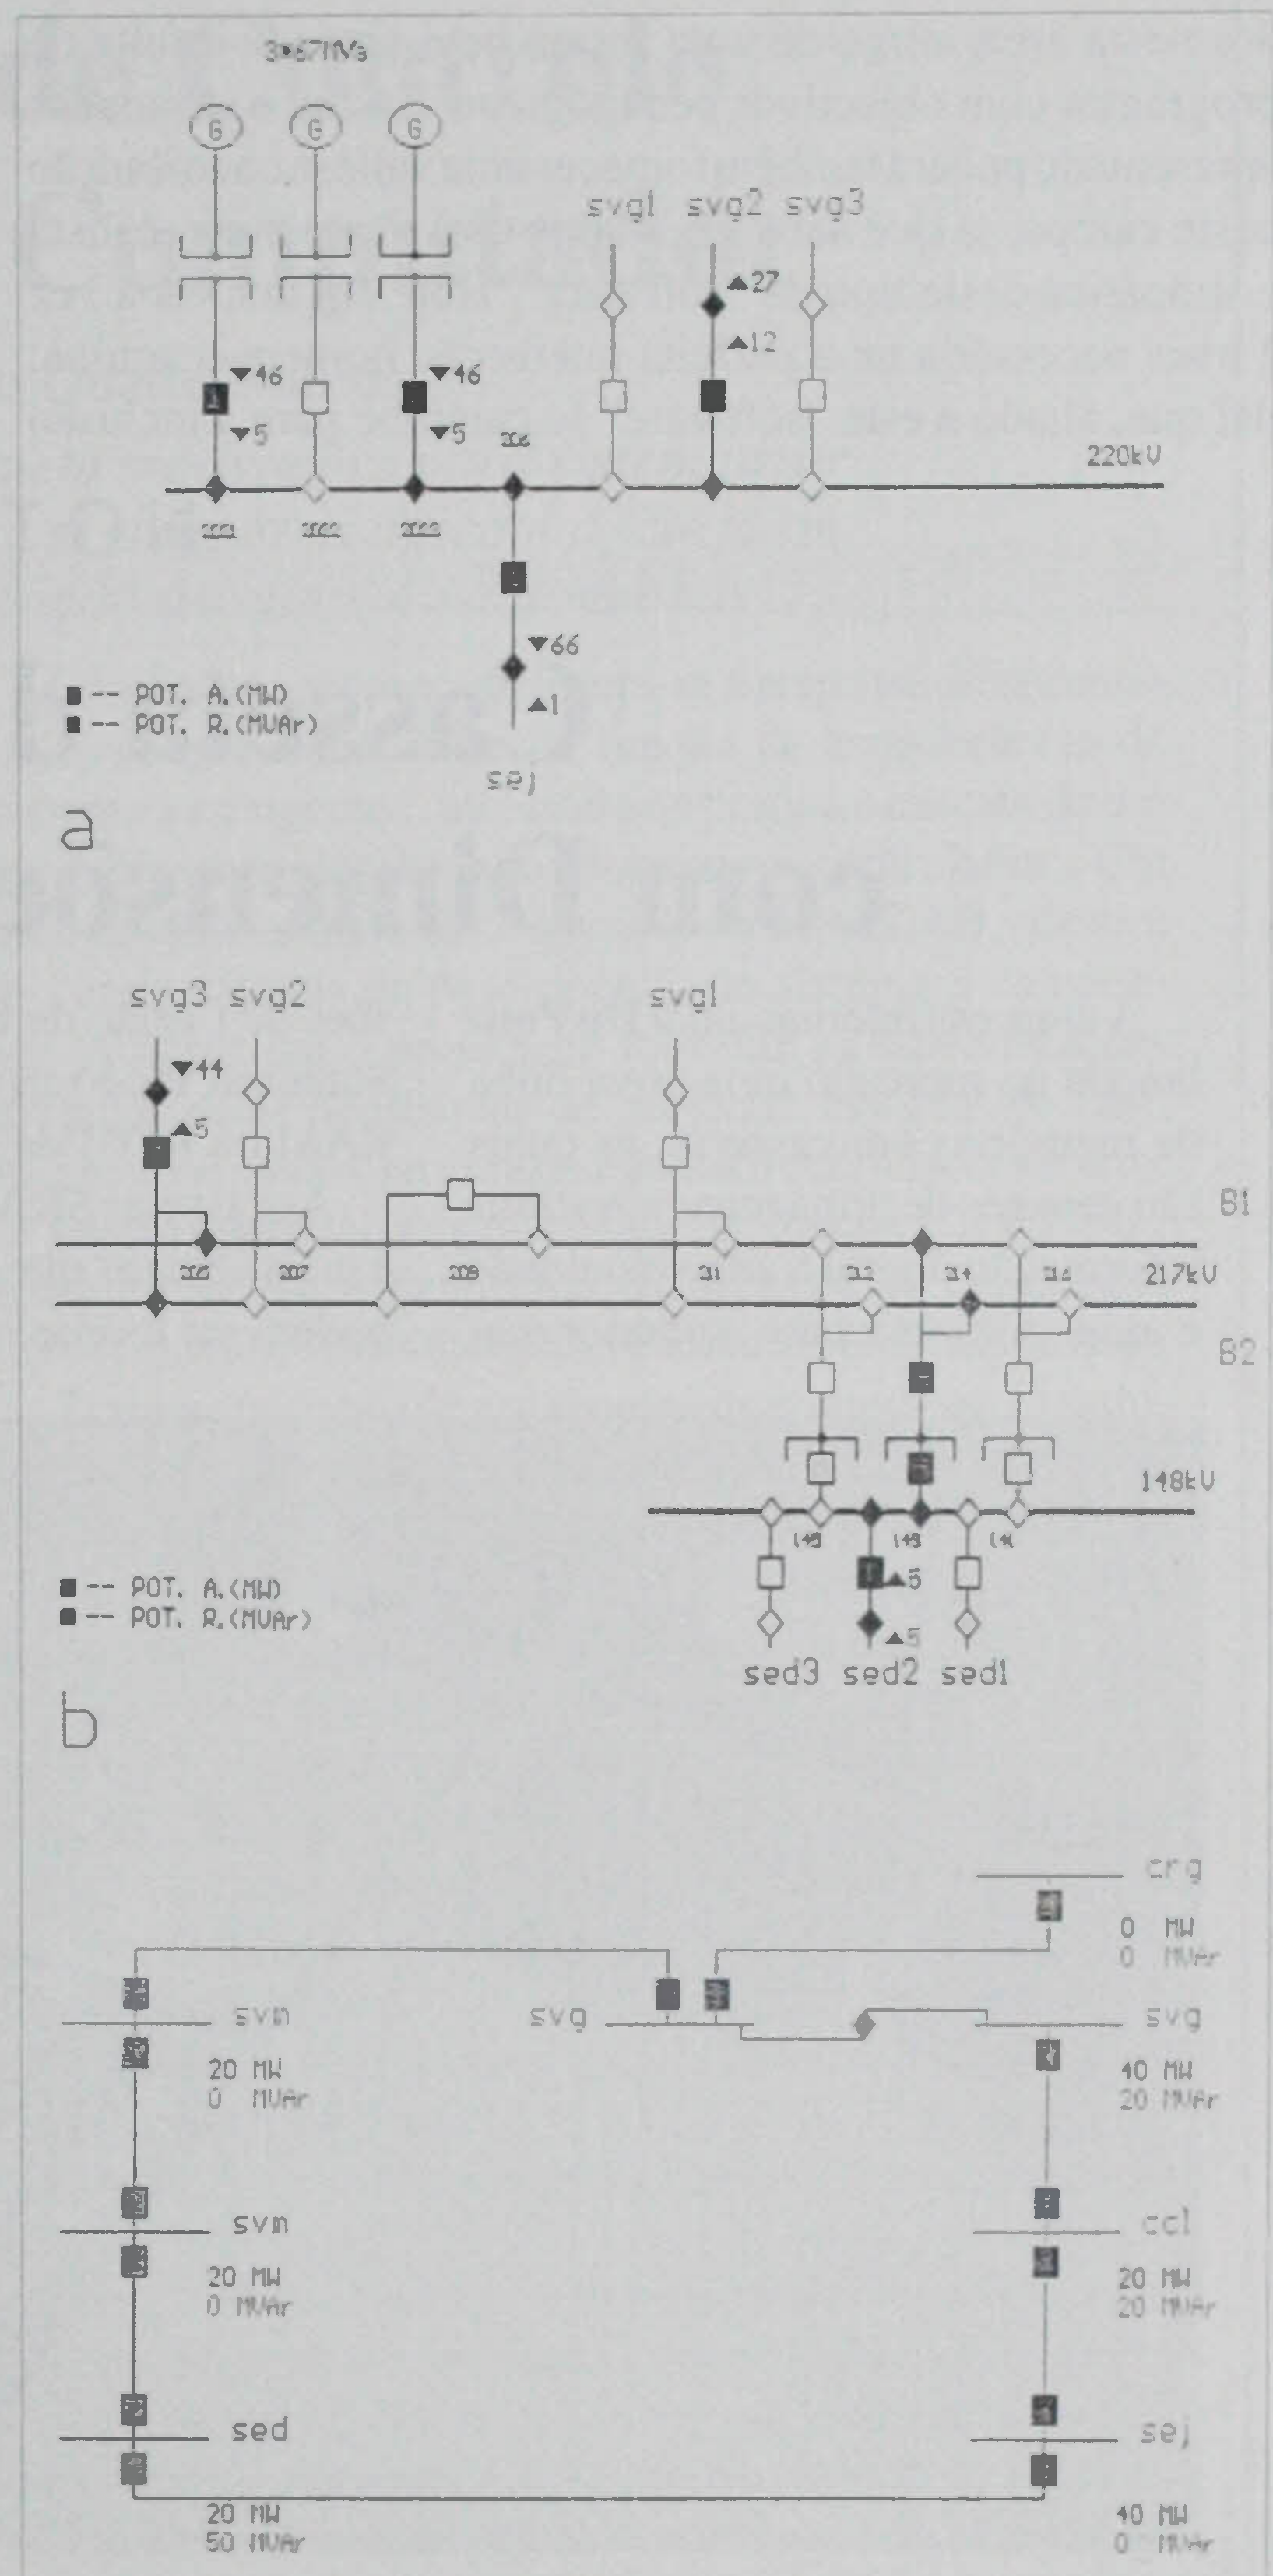 3*67MVa
G G G
svg1 svg2 svg3
▲27
▲12
▼46 ▼46
▼5 ▼5
220kV
▼66
▲1
■ -- POT. A.(MW)
■ -- POT. R.(MVAr)
sej
a
svg3 svg2 svg1
▼44
▲5
B1
217kV
B2
148kV
▲5
▲5
■ -- POT. A.(MW)
■ -- POT. R.(MVAr)
sed3 sed2 sed1
b
crg
0 MW
0 MVAr
svm svg svg
20 MW 40 MW
0 MVAr 20 MVAr
svm ccl
20 MW 20 MW
0 MVAr 20 MVAr
sed sej
20 MW 40 MW
50 MVAr 0 MVAr